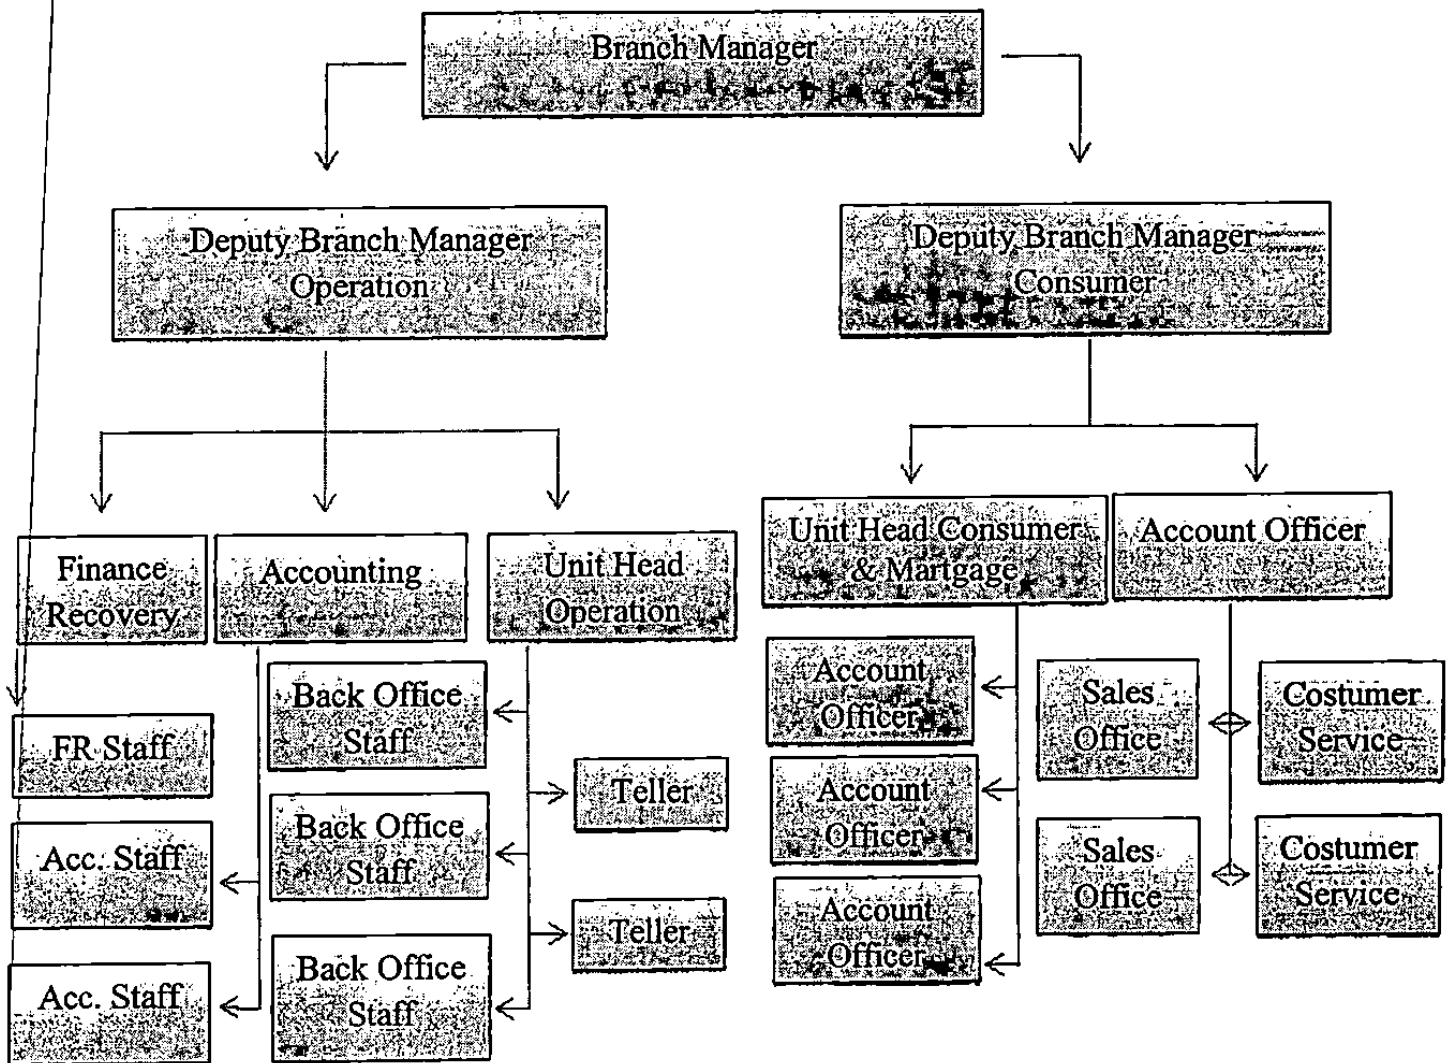 Branch Manager
Deputy Branch Manager
Operation
Deputy Branch Manager
Consumer
Finance
Recovery
Accounting
Unit Head
Operation
Unit Head Consumer
& Martgage
Account Officer
FR Staff
Acc. Staff
Acc. Staff
Back Office
Staff
Back Office
Staff
Back Office
Staff
Teller
Teller
Account
Officer
Account
Officer
Account
Officer
Sales
Office
Sales
Office
Costumer
Service
Costumer
Service